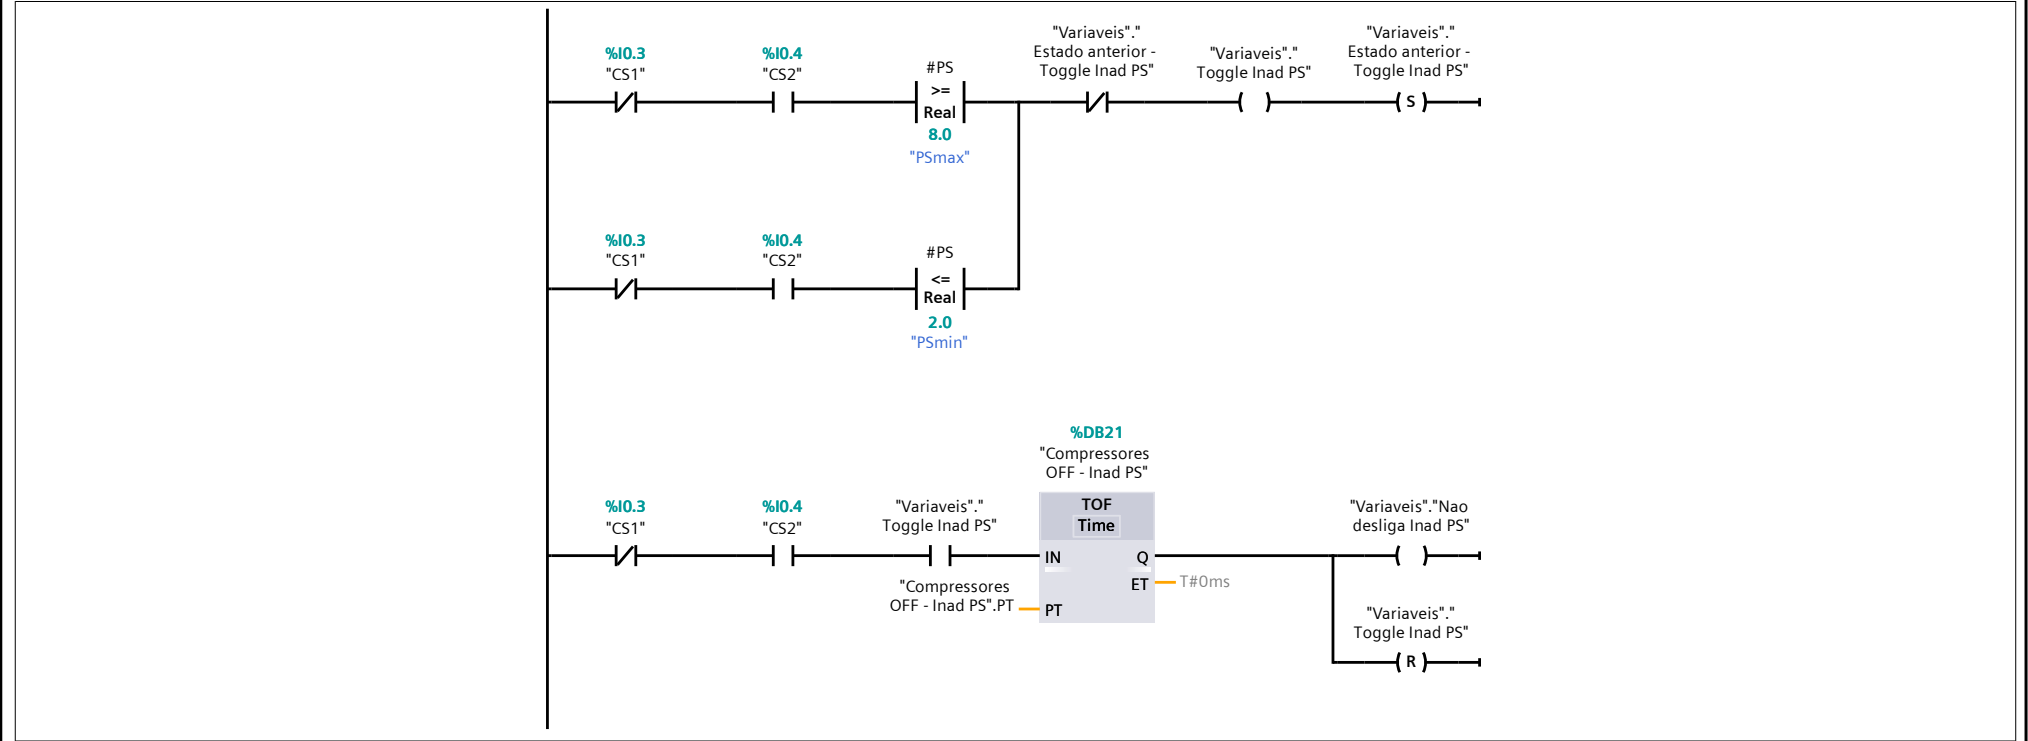 %I0.3
"CS1"
%I0.4
"CS2"
#PS
>=
Real
8.0
"PSmax"
"Variaveis"."
Estado anterior -
Toggle Inad PS"
"Variaveis"."
Toggle Inad PS"
"Variaveis"."
Estado anterior -
Toggle Inad PS"
S
%I0.3
"CS1"
%I0.4
"CS2"
#PS
<=
Real
2.0
"PSmin"
%DB21
"Compressores
OFF - Inad PS"
%I0.3
"CS1"
%I0.4
"CS2"
"Variaveis"."
Toggle Inad PS"
TOF
Time
IN
Q
ET
T#0ms
"Compressores
OFF - Inad PS".PT
PT
"Variaveis"."Nao
desliga Inad PS"
"Variaveis"."
Toggle Inad PS"
R